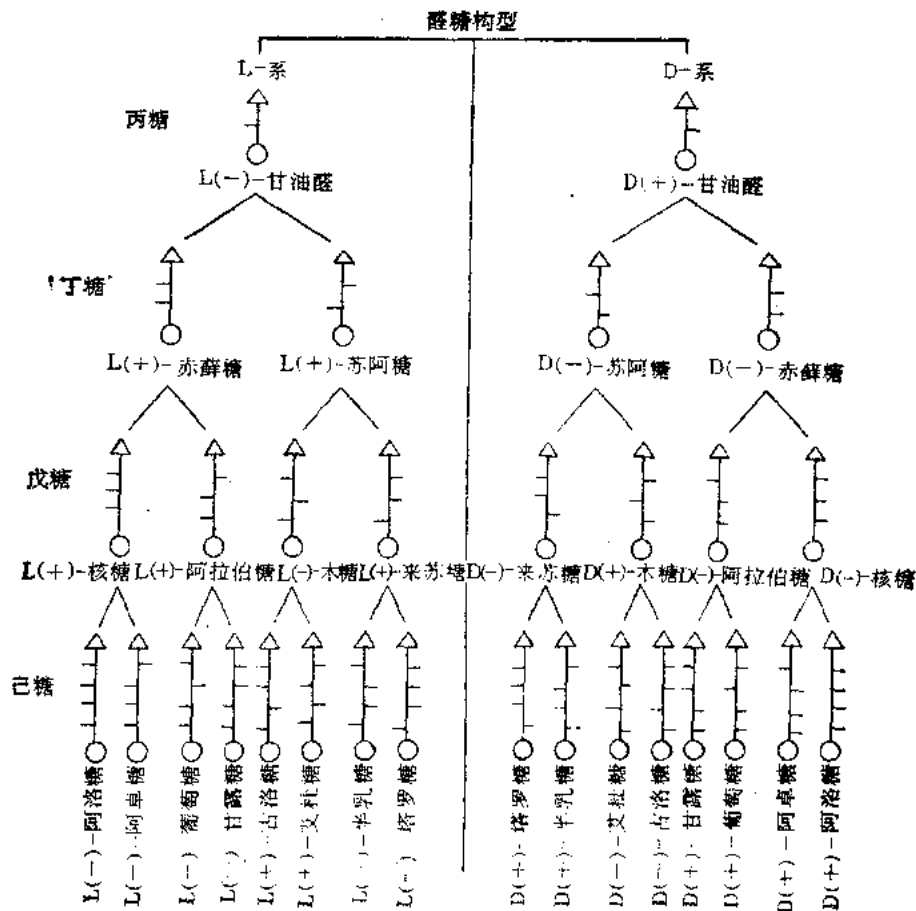 醛糖构型
L-系
D-系
丙糖
L(-)-甘油醛
D(+)-甘油醛
丁糖
L(+)-赤藓糖
L(+)-苏阿糖
D(-)-苏阿糖
D(-)-赤藓糖
戊糖
L(+)-核糖
L(+)-阿拉伯糖
L(-)-木糖
L(+)-来苏糖
D(-)-来苏糖
D(+)-木糖
D(-)-阿拉伯糖
D(-)-核糖
己糖
L(-)-阿洛糖
L(-)-阿卓糖
L(-)-葡萄糖
甘露糖
L(+)-古洛糖
L(+)-艾杜糖
半乳糖
塔罗糖
D(+)-塔罗糖
D(+)-半乳糖
D(-)-艾杜糖
D(-)-古洛糖
D(+)-甘露糖
D(+)-葡萄糖
D(+)-阿卓糖
D(+)-阿洛糖